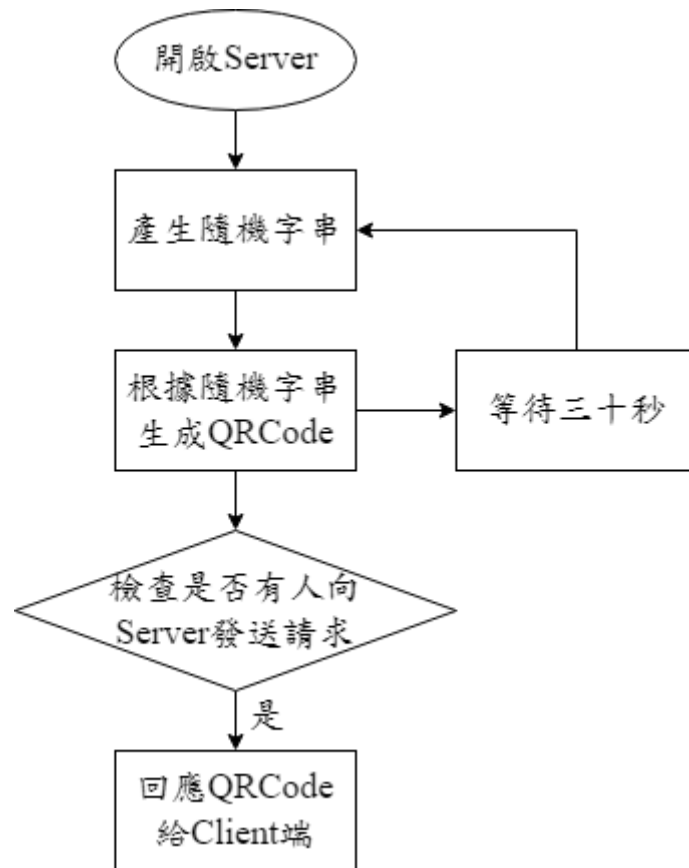 開啟Server
產生隨機字串
根據隨機字串
生成QRCode
等待三十秒
檢查是否有人向
Server發送請求
是
回應QRCode
給Client端